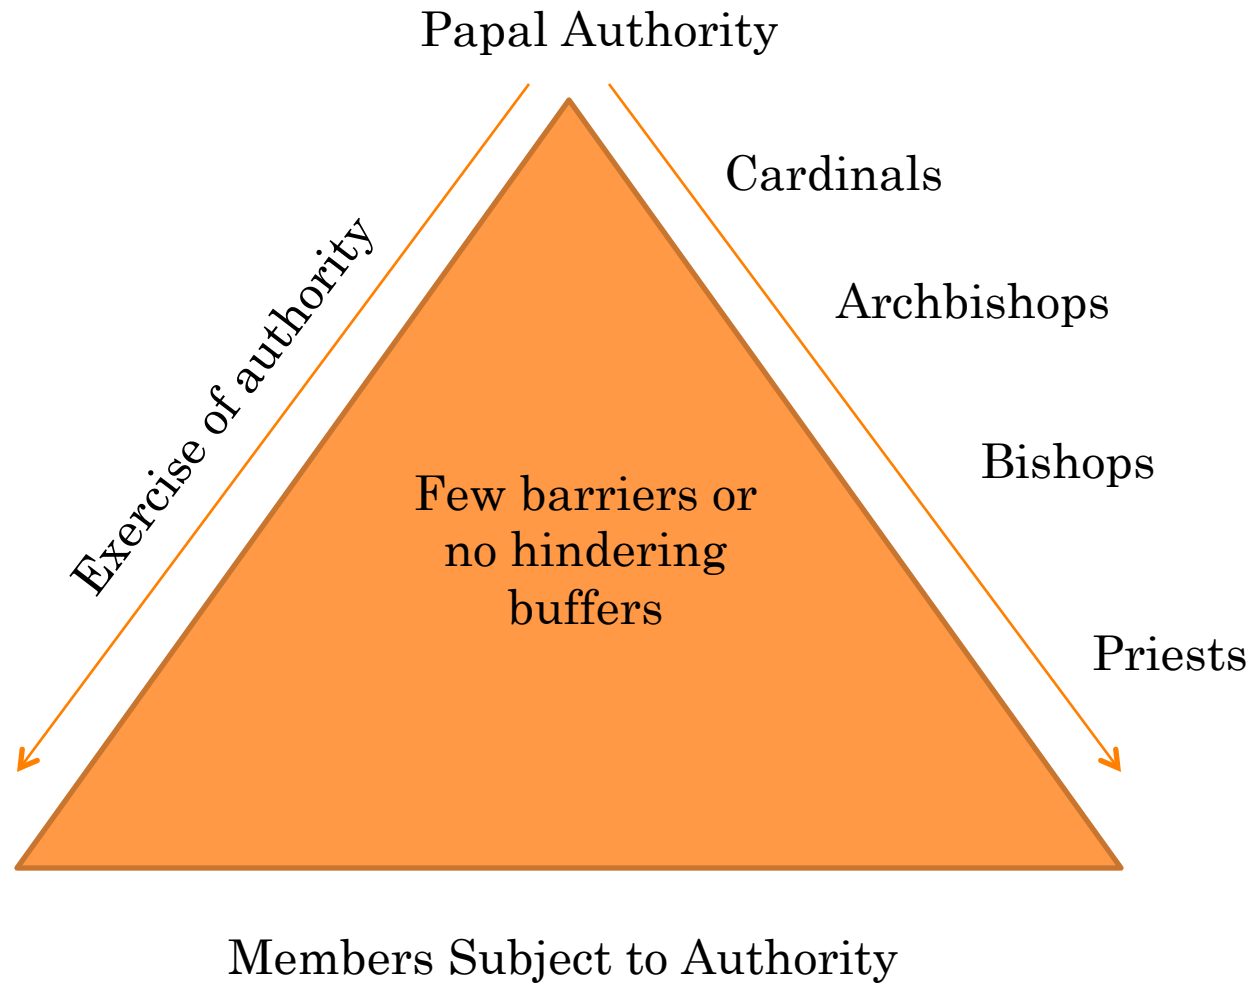 Papal Authority
Cardinals
Exercise of authority
Archbishops
Bishops
Few barriers or
no hindering
buffers
Priests
Members Subject to Authority